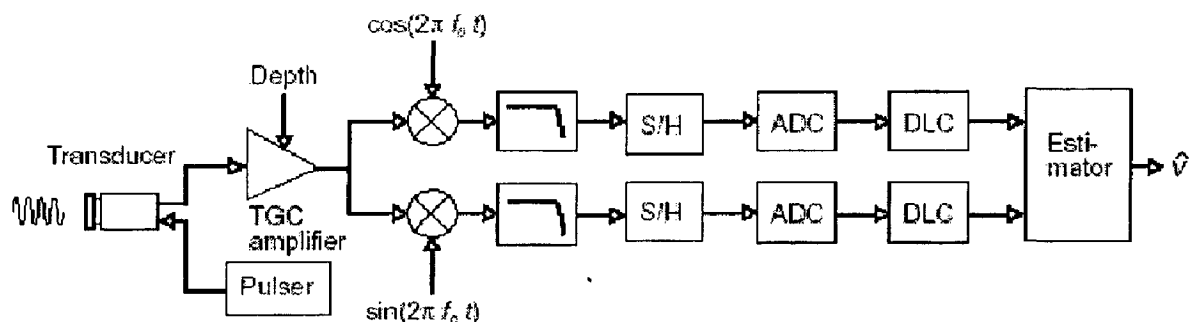 cos(2π f₀ t)
Depth
Transducer
TGC
amplifier
Pulser
S/H
ADC
DLC
S/H
ADC
DLC
Esti-
mator
v̂
sin(2π f₀ t)